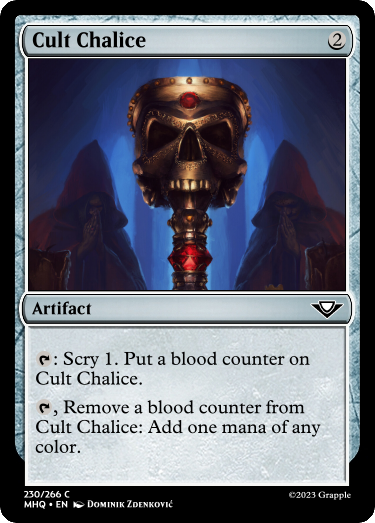 Cult Chalice 2
Artifact
: Scry 1. Put a blood counter on
Cult Chalice.
, Remove a blood counter from
Cult Chalice: Add one mana of any
color.
230/266 C
MHQ • EN DOMINIK ZDENKOVIĆ
©2023 Grapple